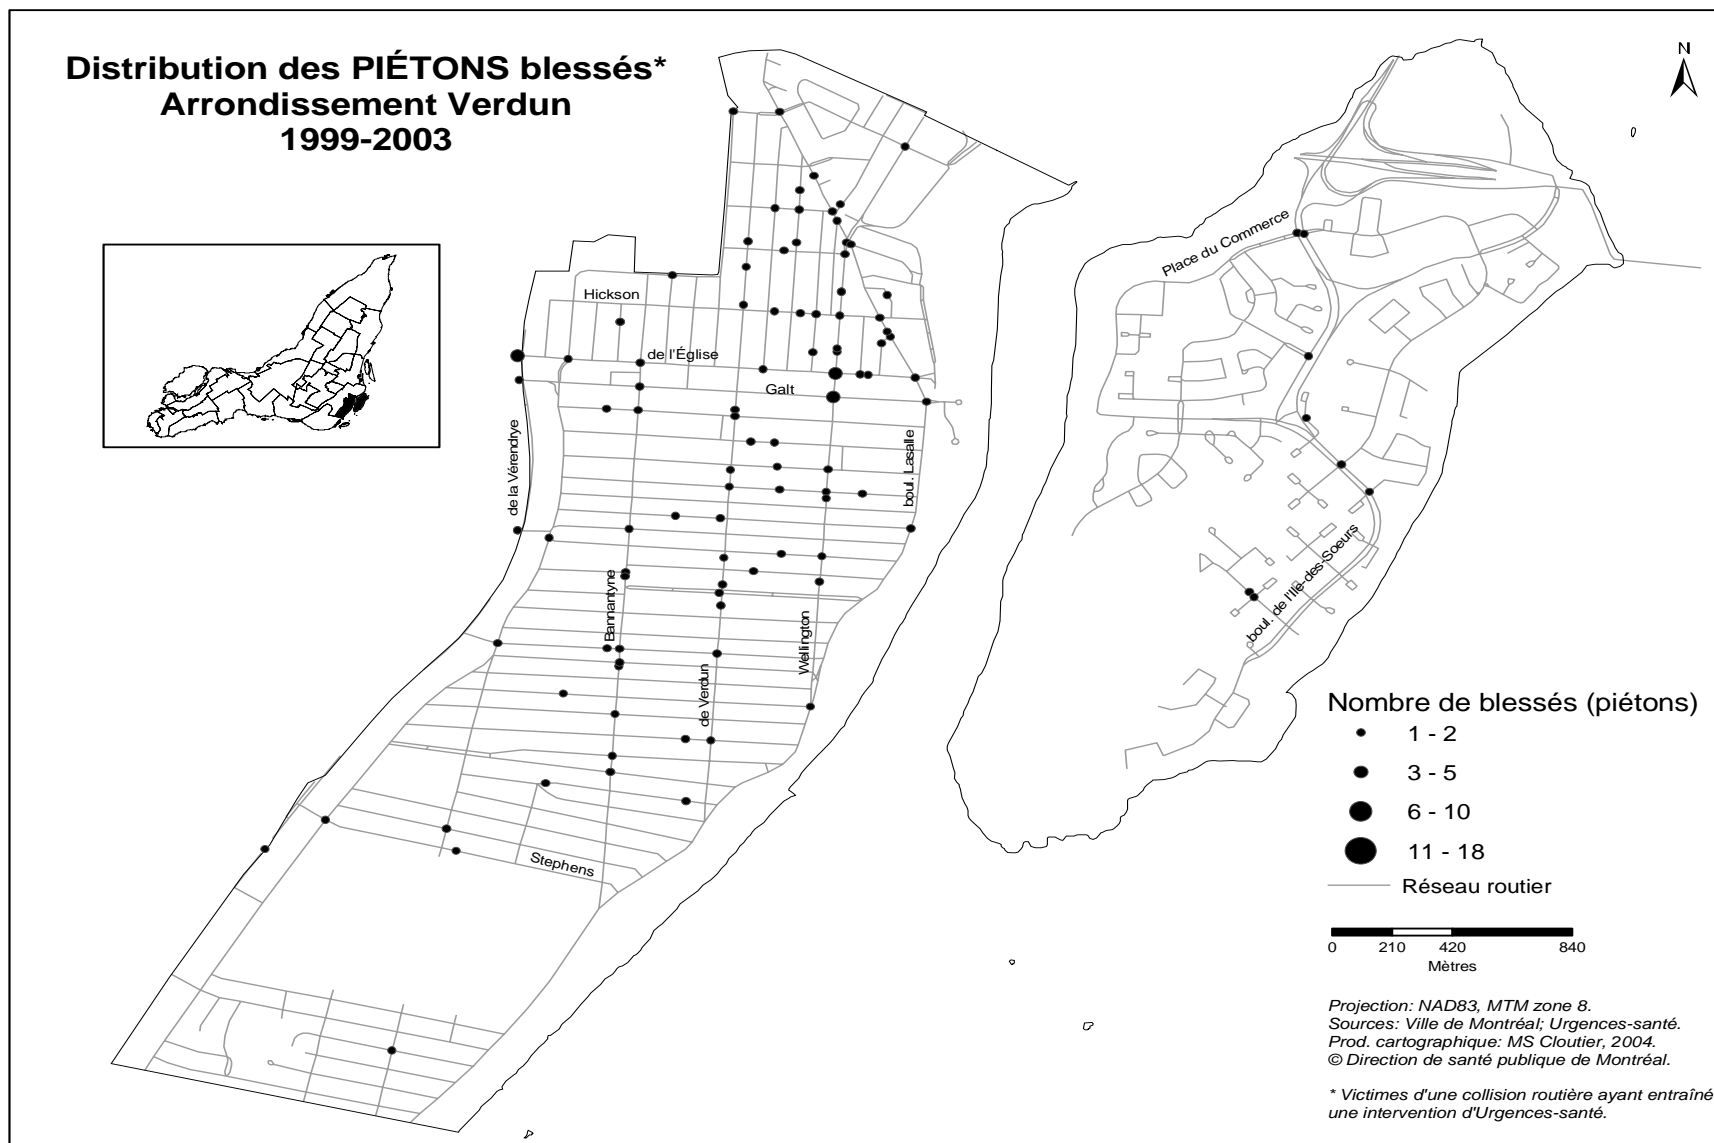 Distribution des PIÉTONS blessés*
Arrondissement Verdun
1999-2003
N
Place du Commerce
Hickson
de l'Église
Galt
de la Vérendrye
boul. Lasalle
Bannantyne
Wellington
de Verdun
boul. de l'Ile-des-Soeurs
Stephens
Nombre de blessés (piétons)
1 - 2
3 - 5
6 - 10
11 - 18
Réseau routier
0 210 420 840
Mètres
Projection: NAD83, MTM zone 8.
Sources: Ville de Montréal; Urgences-santé.
Prod. cartographique: MS Cloutier, 2004.
© Direction de santé publique de Montréal.
* Victimes d'une collision routière ayant entraîné
une intervention d'Urgences-santé.